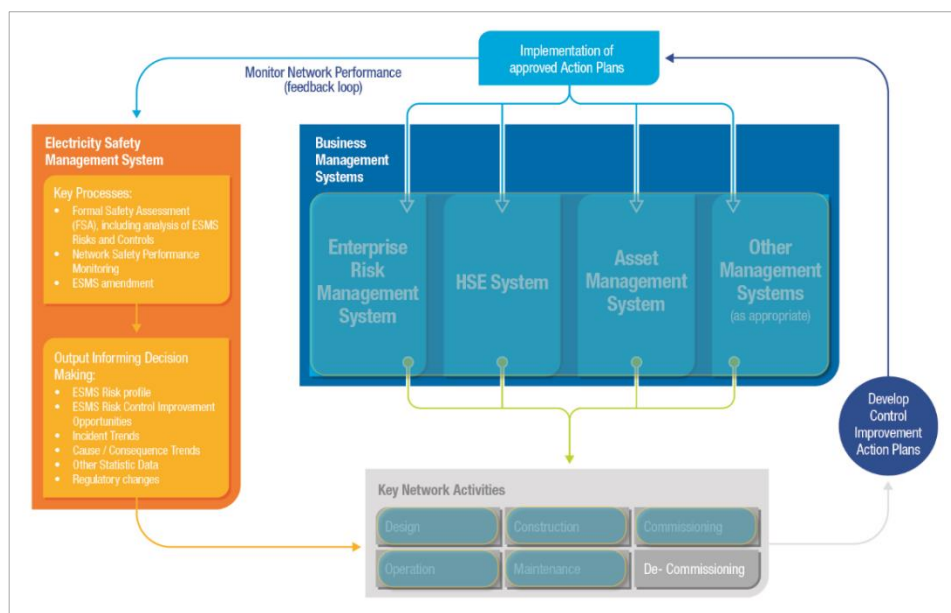 Implementation of
approved Action Plans
Monitor Network Performance
(feedback loop)
Electricity Safety
Management System
Key Processes:
• Formal Safety Assessment
(FSA), including analysis of ESMS
Risks and Controls
• Network Safety Performance
Monitoring
• ESMS amendment
Output Informing Decision
Making:
• ESMS Risk profile
• ESMS Risk Control Improvement
Opportunities
• Incident Trends
• Cause / Consequence Trends
• Other Statistic Data
• Regulatory changes
Business
Management
Systems
Enterprise
Risk
Management
System
HSE System
Asset
Management
System
Other
Management
Systems
(as appropriate)
Develop
Control
Improvement
Action Plans
Key Network Activities
Design
Construction
Commissioning
Operation
Maintenance
De- Commissioning